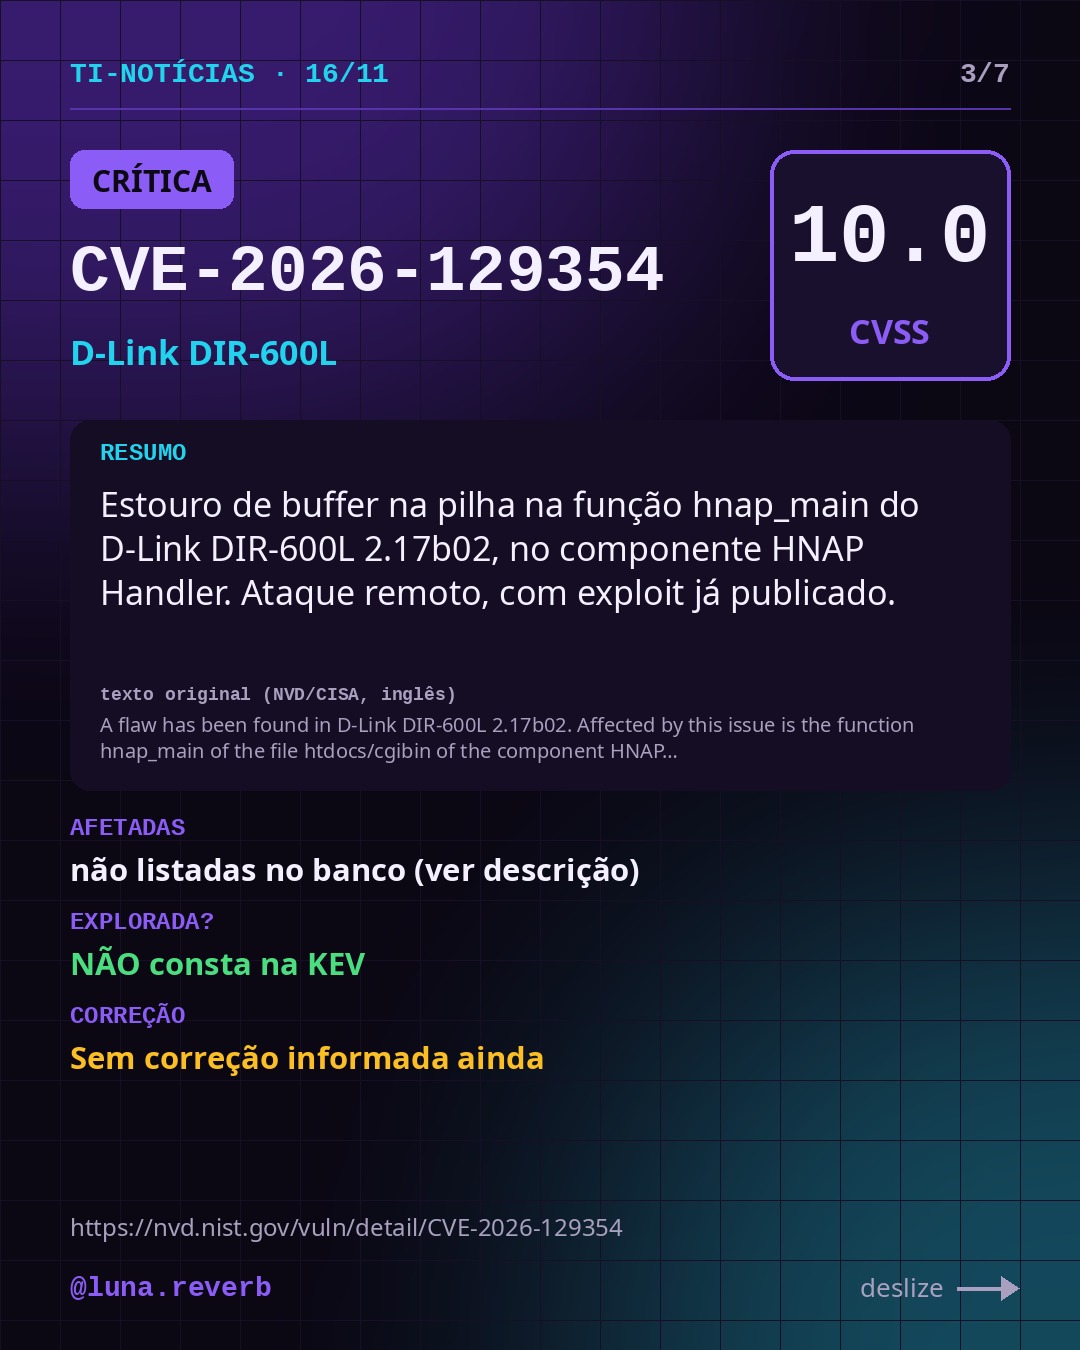 TI-NOTÍCIAS · 16/11
3/7
CRÍTICA
CVE-2026-129354
D-Link DIR-600L
10.0
CVSS
RESUMO
Estouro de buffer na pilha na função hnap_main do
D-Link DIR-600L 2.17b02, no componente HNAP
Handler. Ataque remoto, com exploit já publicado.
texto original (NVD/CISA, inglês)
A flaw has been found in D-Link DIR-600L 2.17b02. Affected by this issue is the function
hnap_main of the file htdocs/cgibin of the component HNAP...
AFETADAS
não listadas no banco (ver descrição)
EXPLORADA?
NÃO consta na KEV
CORREÇÃO
Sem correção informada ainda
https://nvd.nist.gov/vuln/detail/CVE-2026-129354
@luna.reverb
deslize